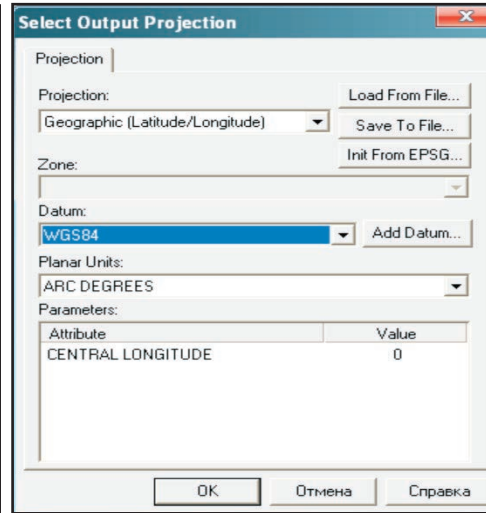 Select Output Projection
Projection
Projection:
Load From File...
Geographic (Latitude/Longitude)
Save To File...
Init From EPSG...
Zone:
Datum:
WGS84
Add Datum...
Planar Units:
ARC DEGREES
Parameters:
Attribute Value
CENTRAL LONGITUDE 0
OK Отмена Справка